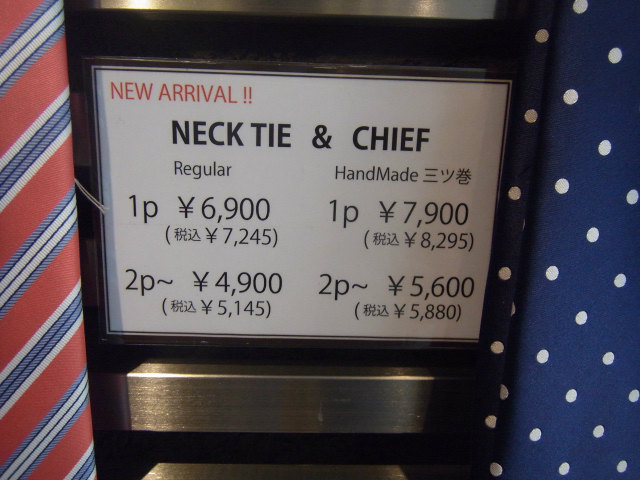 NEW ARRIVAL !!
NECK TIE & CHIEF
Regular
1p ¥6,900
(税込¥7,245)
2p~ ¥4,900
(税込¥5,145)
HandMade 三ツ巻
1p ¥7,900
(税込¥8,295)
2p~ ¥5,600
(税込¥5,880)